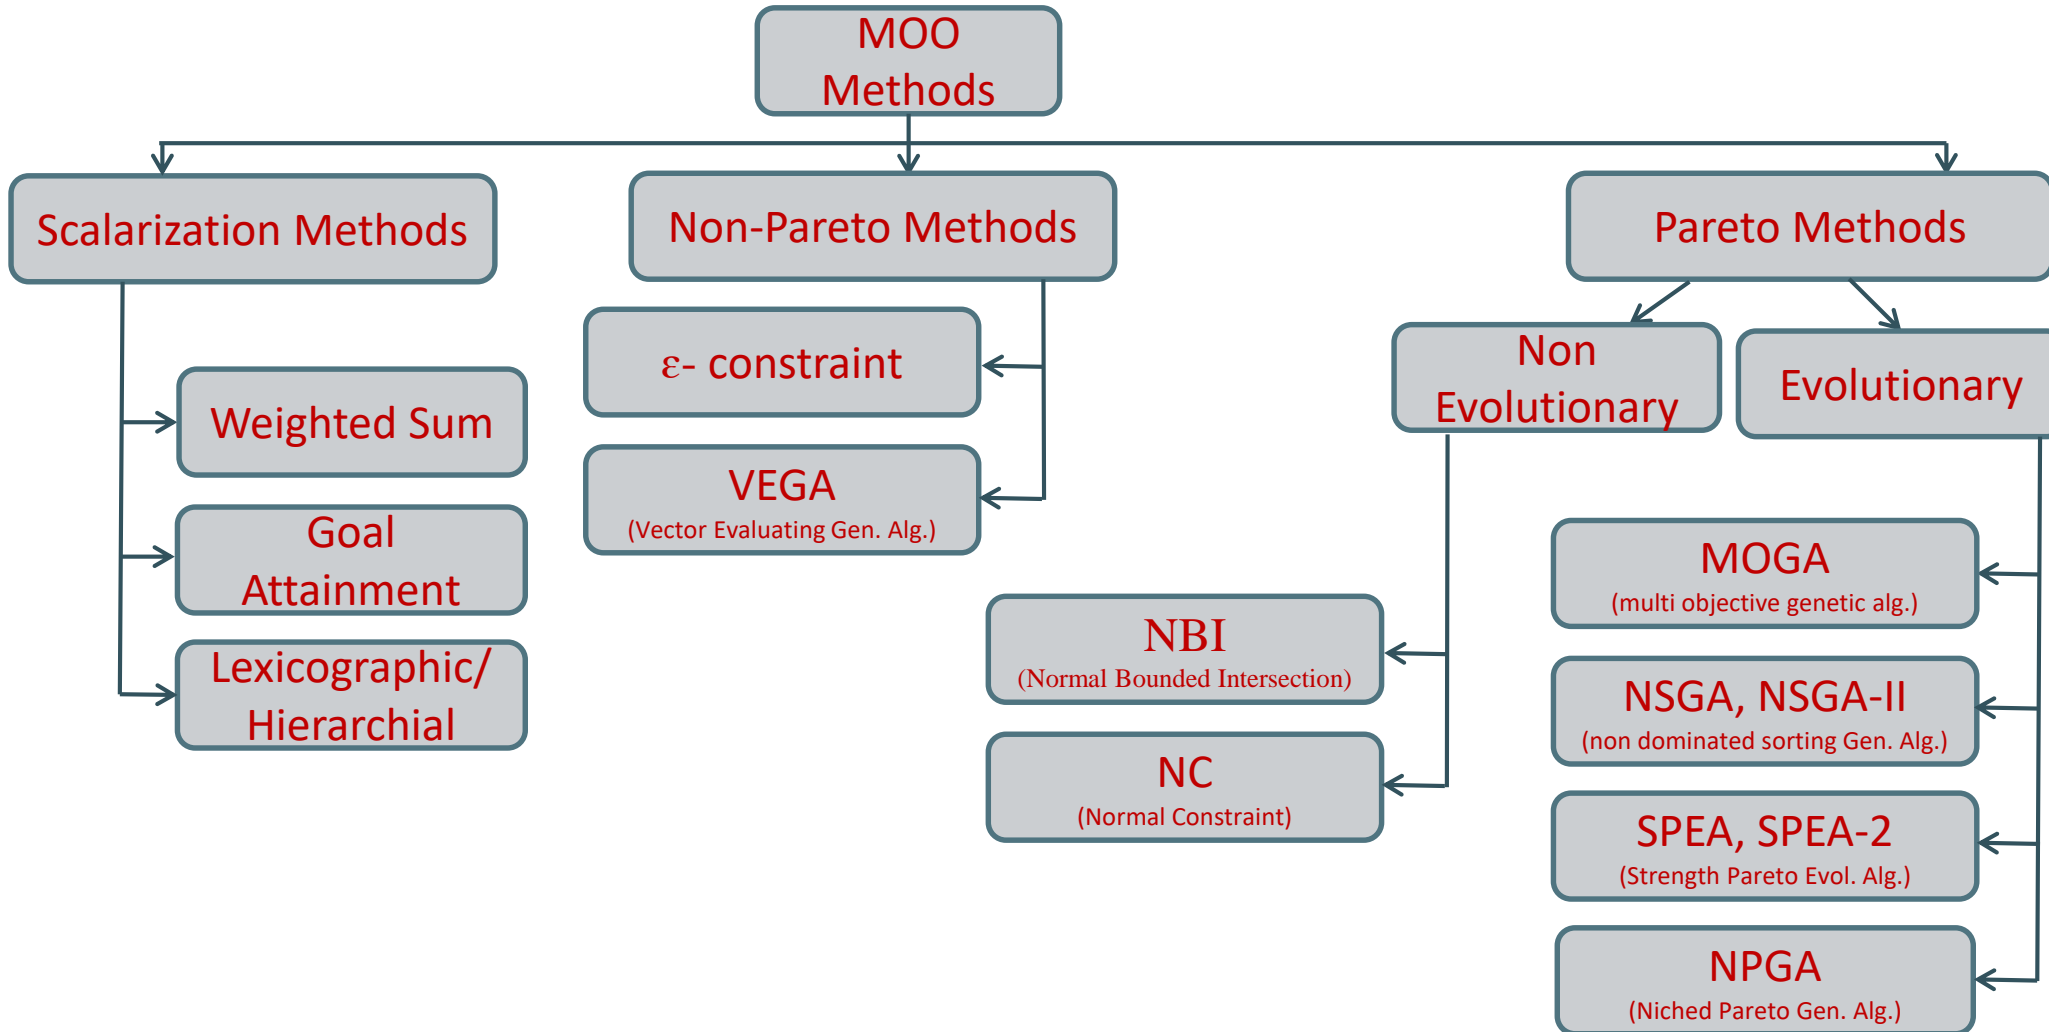 MOO
Methods
Scalarization Methods
Non-Pareto Methods
Pareto Methods
Weighted Sum
Goal
Attainment
Lexicographic/
Hierarchial
ε- constraint
VEGA
(Vector Evaluating Gen. Alg.)
Non
Evolutionary
Evolutionary
NBI
(Normal Bounded Intersection)
NC
(Normal Constraint)
MOGA
(multi objective genetic alg.)
NSGA, NSGA-II
(non dominated sorting Gen. Alg.)
SPEA, SPEA-2
(Strength Pareto Evol. Alg.)
NPGA
(Niched Pareto Gen. Alg.)